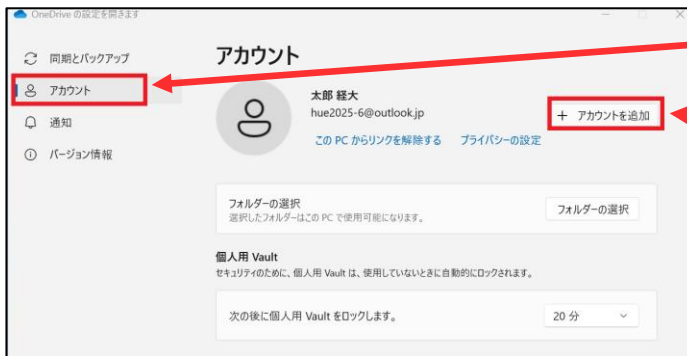 OneDrive の設定を開きます
同期とバックアップ
アカウント
通知
バージョン情報
アカウント
太郎 経大
hue2025-6@outlook.jp
+ アカウントを追加
この PC からリンクを解除する プライバシーの設定
フォルダーの選択
選択したフォルダーはこの PC で使用可能になります。
フォルダーの選択
個人用 Vault
セキュリティのために、個人用 Vault は、使用していないときに自動的にロックされます。
次の後に個人用 Vault をロックします。
20 分